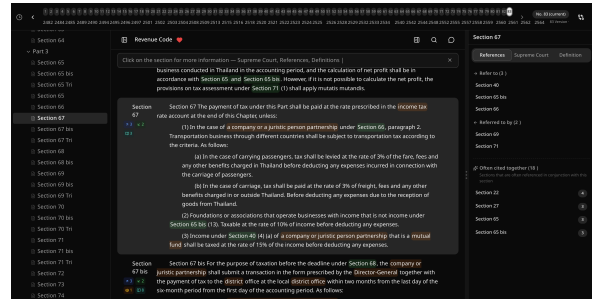 No. 83 (current)
Section 64
Part 3
Section 65
Section 65 bis
Section 65 Tri
Section 65
Section 66
Section 67
Section 67 bis
Section 67 Tri
Section 68
Section 68 bis
Section 69
Section 69 bis
Section 69 Tri
Section 70
Section 70 bis
Section 70 Tri
Section 71
Section 71 bis
Section 71 Tri
Section 72
Section 73
Section 74
Revenue Code
Click on the section for more information — Supreme Court, References, Definitions |
business conducted in Thailand in the accounting period, and the calculation of net profit shall be in
accordance with Section 65 and Section 65 bis. However, if it is not possible to calculate the net profit, the
provisions on tax assessment under Section 71 (1) shall apply mutatis mutandis.
Section 67
Section 67 The payment of tax under this Part shall be paid at the rate prescribed in the income tax
rate account at the end of this Chapter, unless:
(1) In the case of a company or a juristic person partnership under Section 66, paragraph 2.
Transportation business through different countries shall be subject to transportation tax according to
the criteria. As follows:
(a) In the case of carrying passengers, tax shall be levied at the rate of 3% of the fare, fees and
any other benefits charged in Thailand before deducting any expenses incurred in connection with
the carriage of passengers.
(b) In the case of carriage, tax shall be paid at the rate of 3% of freight, fees and any other
benefits charged in or outside Thailand. Before deducting expenses due to the reception of
goods from Thailand.
(2) Foundations or associations that operate businesses with income that is not income under
Section 65 bis (13). Taxable at the rate of 10% of income before deducting any expenses.
(3) Income under Section 40 (4) (a) of a company or juristic person partnership that is a mutual
fund shall be taxed at the rate of 15% of income before deducting any expenses.
Section 67 bis
Section 67 bis For the purpose of taxation before the deadline under Section 68, the company or
juristic partnership shall submit a transaction in the form prescribed by the Director-General together with
the payment of tax to the district office at the local district office within two months from the last day of the
six-month period from the first day of the accounting period. As follows:
Section 67
References
Supreme Court
Definition
Refer to (3 )
Section 40
Section 65 bis
Section 66
Referred to by (2 )
Section 69
Section 71
Often cited together (18 )
Section 22
Section 27
Section 65
Section 65 bis